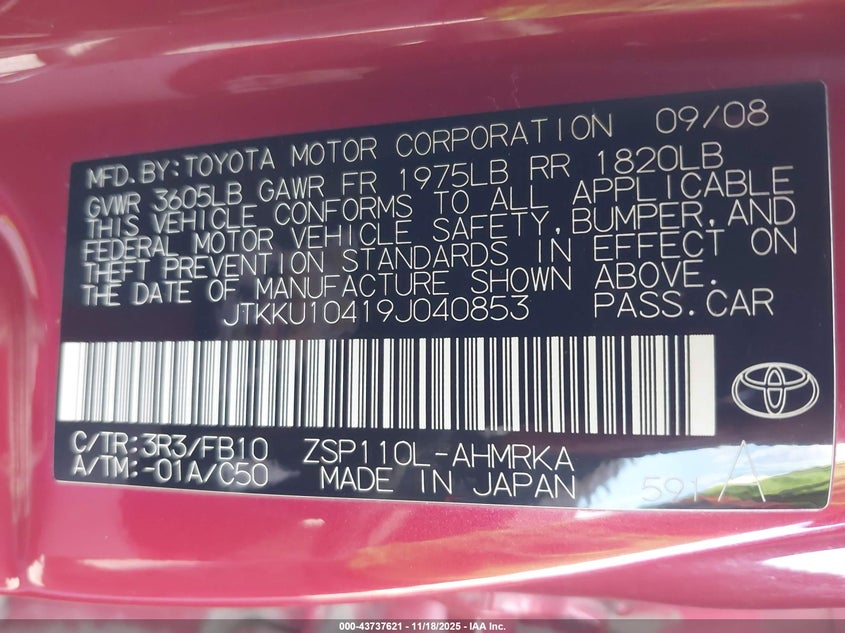 MFD.BY:TOYOTA MOTOR CORPORATION 09/08
GVWR 3605LB GAWR FR 1975LB RR 1820LB
THIS VEHICLE CONFORMS TO ALL APPLICABLE
FEDERAL MOTOR VEHICLE SAFETY,BUMPER,AND
THEFT PREVENTION STANDARDS IN EFFECT ON
THE DATE OF MANUFACTURE SHOWN ABOVE.
JTKKU10419J040853 PASS.CAR
C/TR:3R3/FB10 ZSP110L-AHMRKA
A/TM:-01A/C50 MADE IN JAPAN 591 A
000-43737621 - 11/18/2025 - © IAA Inc.